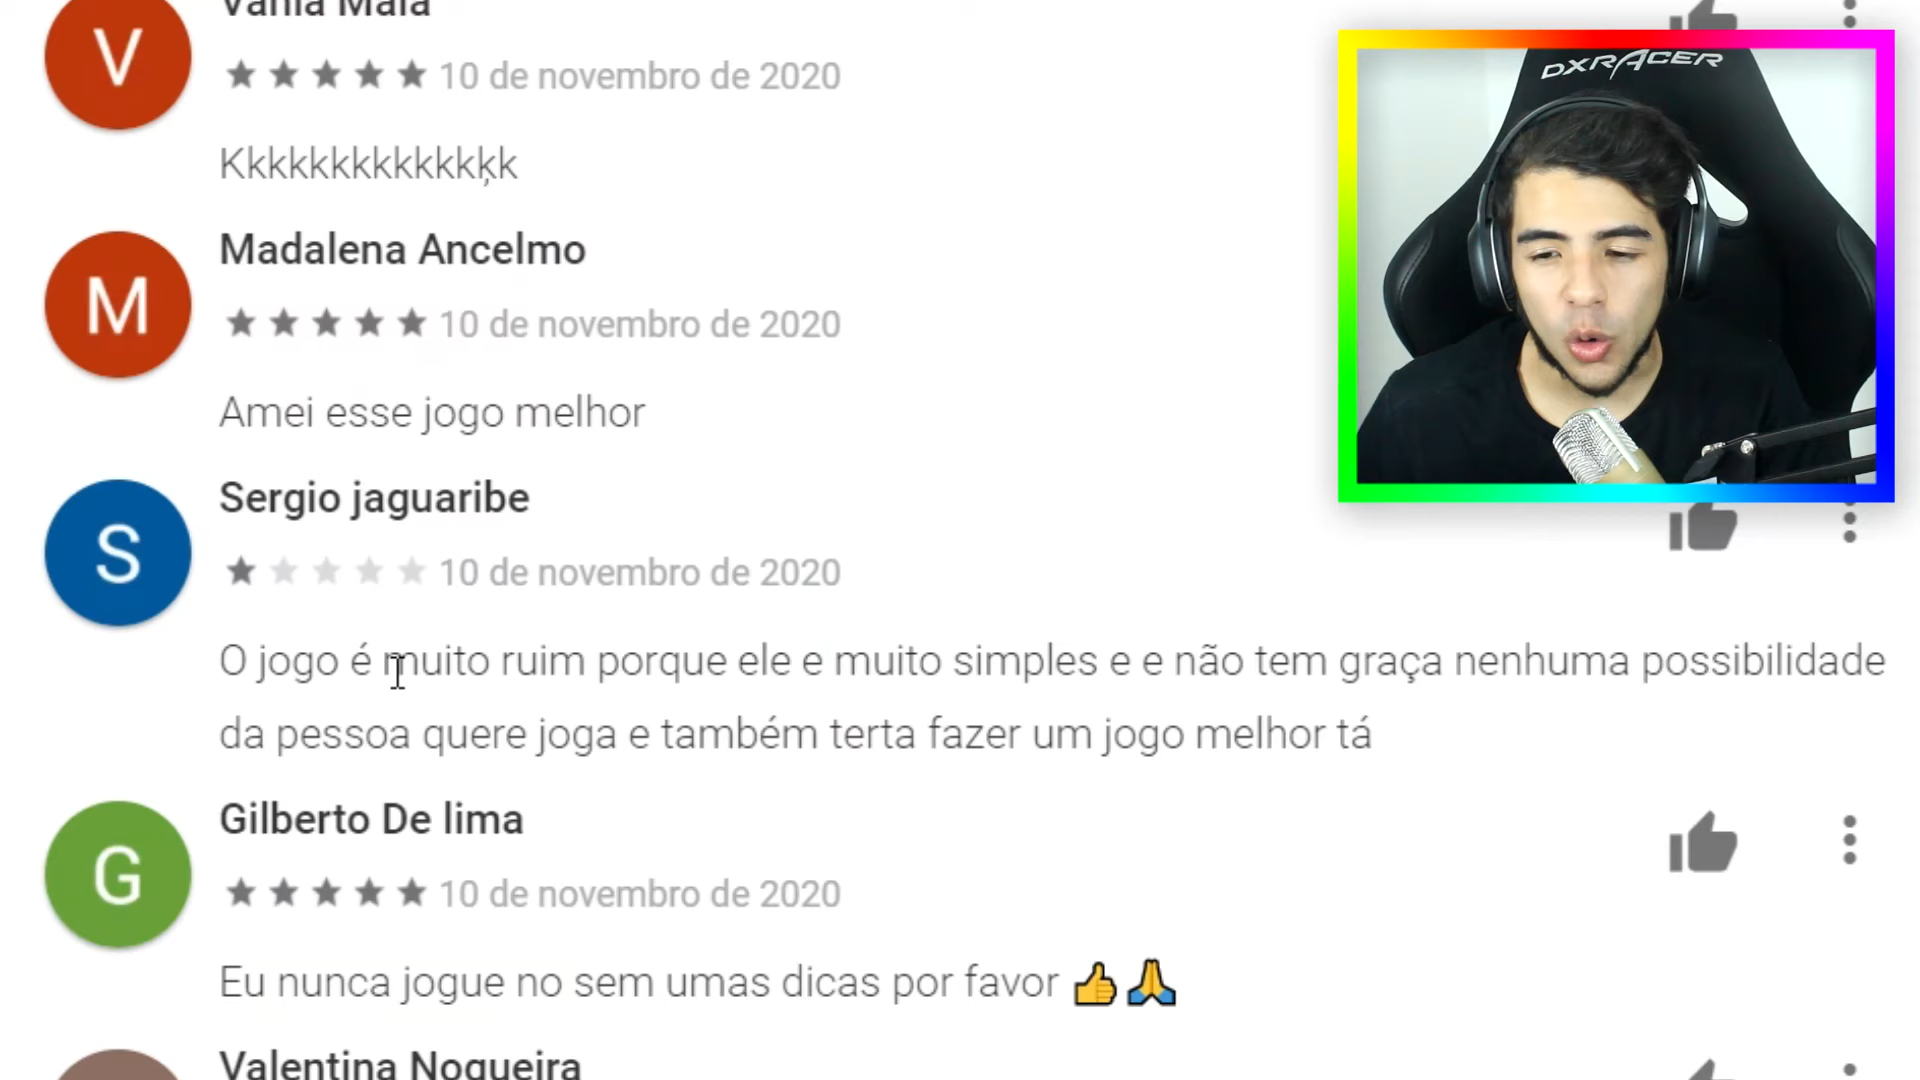 Vania Maia
V
★★★★★ 10 de novembro de 2020
DXRACER
Kkkkkkkkkkkkķk
Madalena Ancelmo
M
★★★★★ 10 de novembro de 2020
Amei esse jogo melhor
Sergio jaguaribe
S
★★★★★ 10 de novembro de 2020
O jogo é muito ruim porque ele e muito simples e e não tem graça nenhuma possibilidade
da pessoa quere joga e também terta fazer um jogo melhor tá
Gilberto De lima
G
★★★★★ 10 de novembro de 2020
Eu nunca jogue no sem umas dicas por favor 👍🙏
Valentina Nogueira